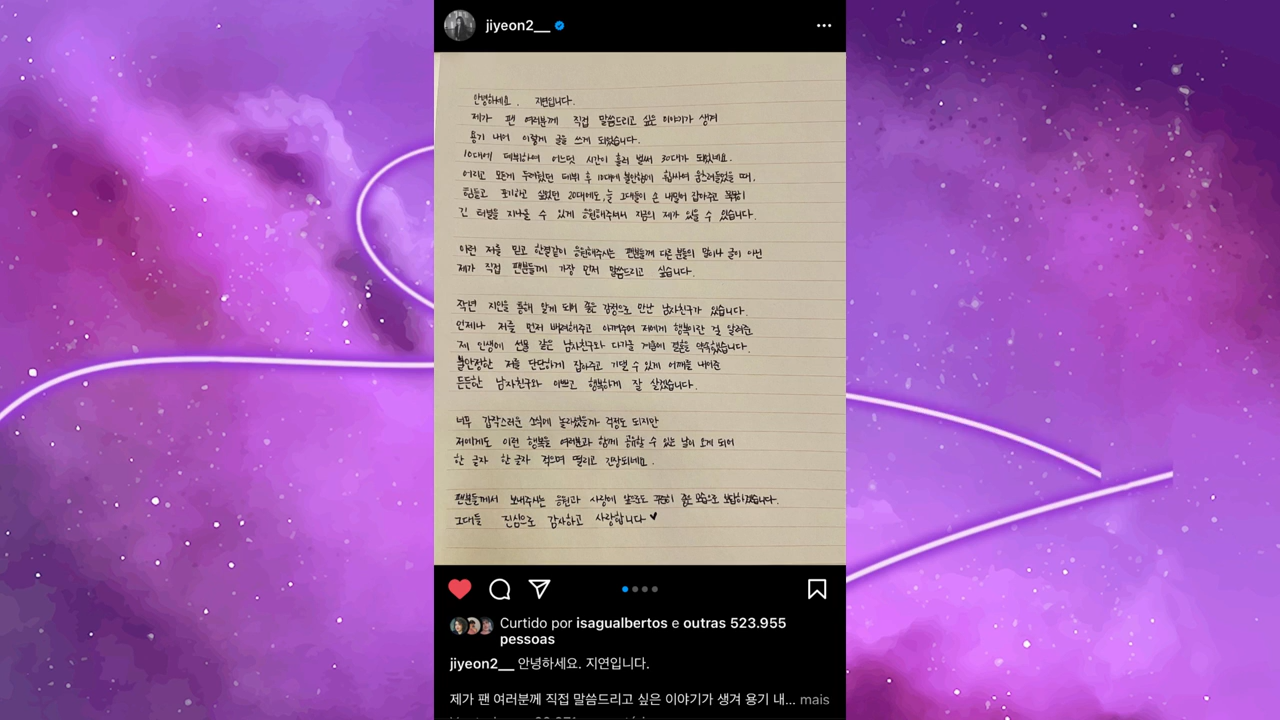 jiyeon2__
안녕하세요. 지연입니다.
제가 팬 여러분께 직접 말씀드리고 싶은 이야기가 생겨
용기 내어 이렇게 글을 쓰게 되었습니다.
10대에 데뷔하여 어느덧 시간이 흘러 벌써 30대가 되었네요.
어리고 모든게 두려웠던 데뷔 후 10대에 불안함에 휩싸여 움츠러들었을 때,
힘들고 포기하고 싶었던 20대에도, 늘 그대들이 손 내밀어 잡아주고 묵묵히
긴 터널을 지나올 수 있게 응원해주셔서 지금의 제가 있을 수 있습니다.
이런 저를 믿고 한결같이 응원해주시는 팬분들께 다른 분들의 말이나 글이 아닌
제가 직접 팬분들께 가장 먼저 말씀드리고 싶습니다.
작년 지인을 통해 알게 되어 좋은 감정으로 만난 남자친구가 있습니다.
언제나 저를 먼저 배려해주고 아껴주며 저에게 행복이란 걸 알려준
제 인생에 선물 같은 남자친구와 다가올 겨울에 결혼을 약속했습니다.
불안정한 저를 단단하게 잡아주고 기댈 수 있게 어깨를 내어준
든든한 남자친구와 이쁘고 행복하게 잘 살겠습니다.
너무 갑작스러운 소식에 놀라셨을까 걱정도 되지만
저에게도 이런 행복을 여러분과 함께 공유할 수 있는 날이 오게 되어
한 글자 한 글자 적으며 떨리고 긴장되네요.
팬분들께서 보내주시는 응원과 사랑에 앞으로도 꾸준히 좋은 모습으로 보답하겠습니다.
그대들 진심으로 감사하고 사랑합니다 ♥
Curtido por isagualbertos e outras 523.955
pessoas
jiyeon2__ 안녕하세요. 지연입니다.
제가 팬 여러분께 직접 말씀드리고 싶은 이야기가 생겨 용기 내... mais